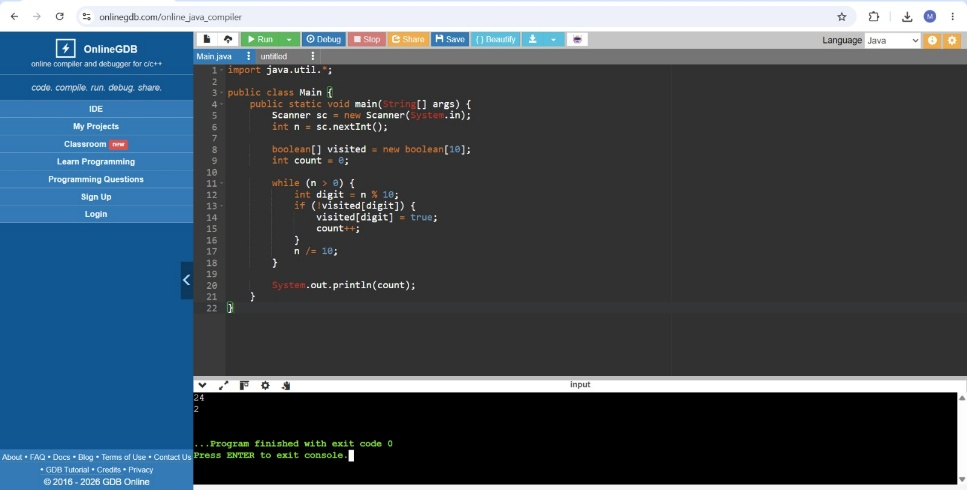 onlinegdb.com/online_java_compiler
M
OnlineGDB
online compiler and debugger for c/c++
code. compile. run. debug. share.
IDE
My Projects
Classroom new
Learn Programming
Programming Questions
Sign Up
Login
About • FAQ • Docs • Blog • Terms of Use • Contact Us
• GDB Tutorial • Credits • Privacy
© 2016 - 2026 GDB Online
Run Debug Stop Share Save { } Beautify
Language Java
Main.java untitled
1 import java.util.*;
2
3 public class Main {
4 public static void main(String[] args) {
5 Scanner sc = new Scanner(System.in);
6 int n = sc.nextInt();
7
8 boolean[] visited = new boolean[10];
9 int count = 0;
10
11 while (n > 0) {
12 int digit = n % 10;
13 if (!visited[digit]) {
14 visited[digit] = true;
15 count++;
16 }
17 n /= 10;
18 }
19
20 System.out.println(count);
21 }
22 }
input
24
2
...Program finished with exit code 0
Press ENTER to exit console.